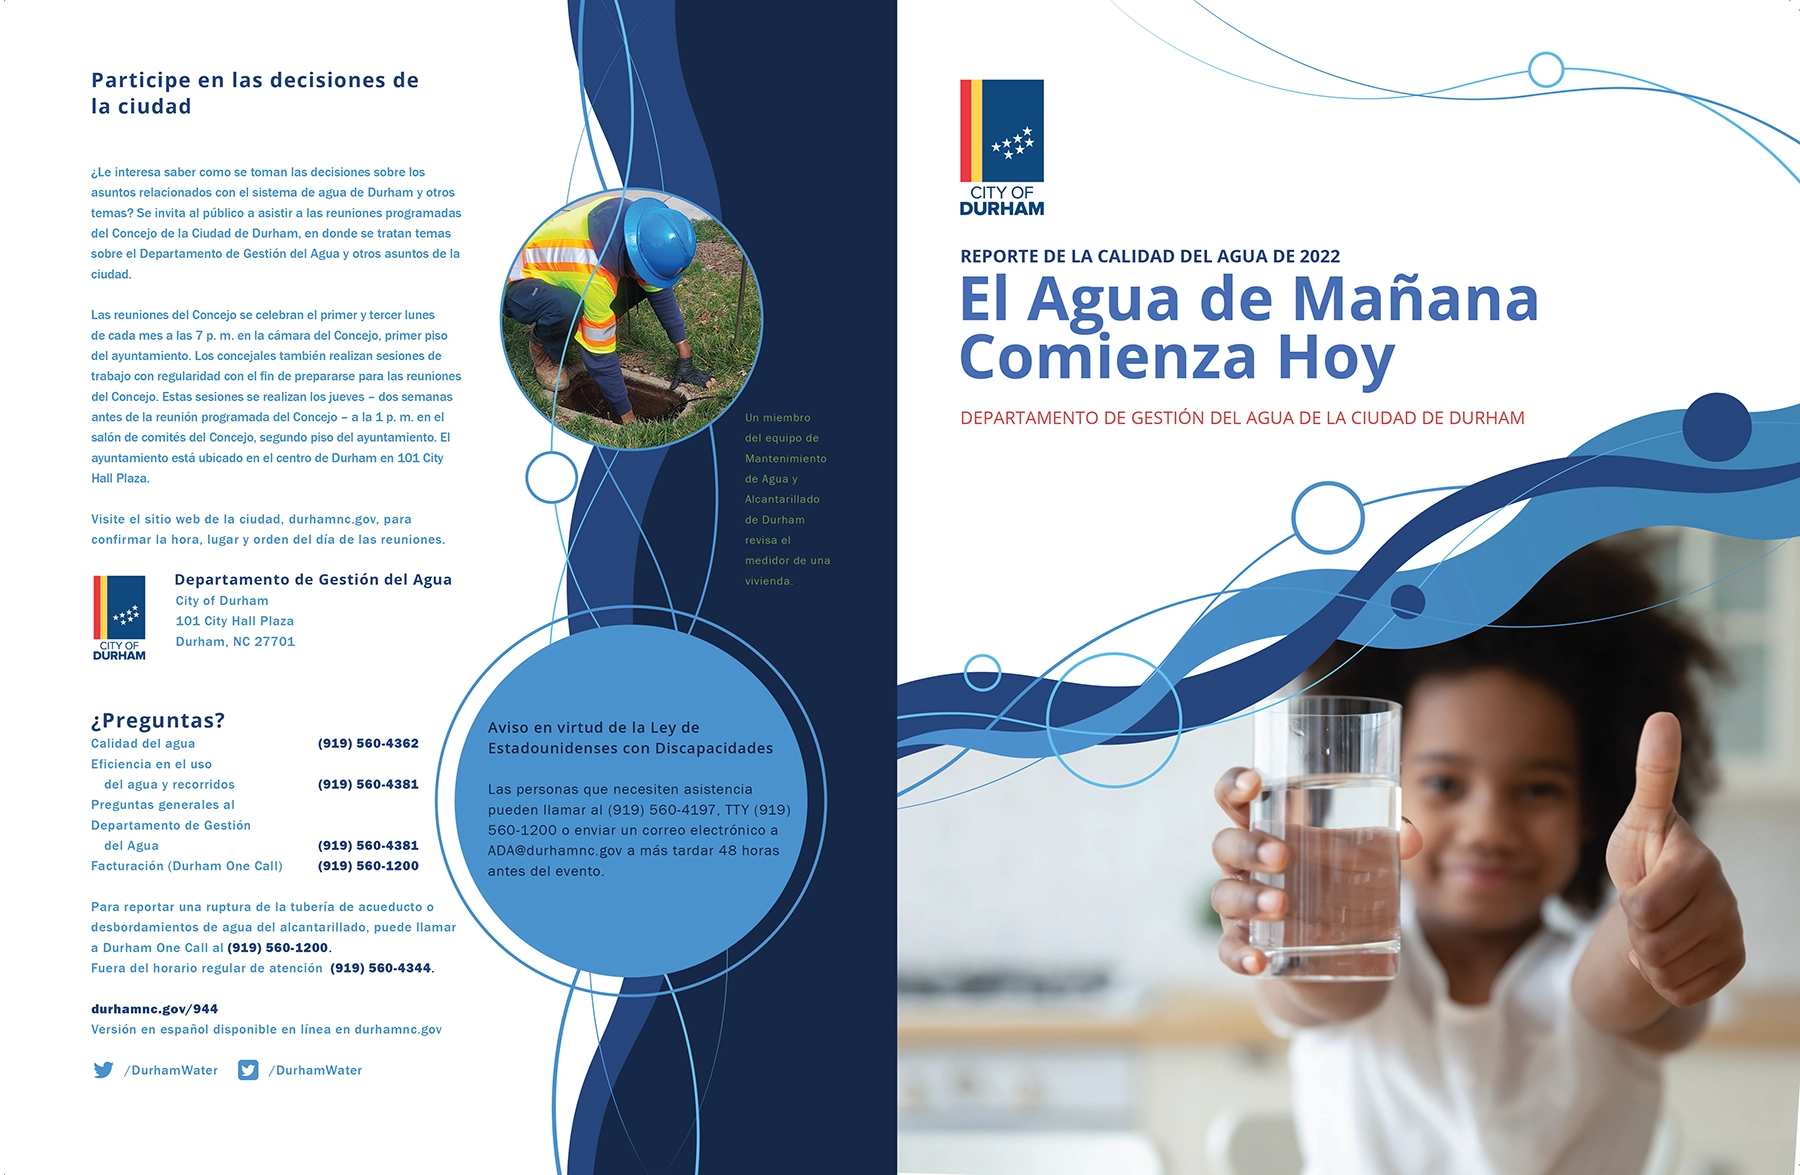 Participe en las decisiones de
la ciudad
¿Le interesa saber como se toman las decisiones sobre los
asuntos relacionados con el sistema de agua de Durham y otros
temas? Se invita al público a asistir a las reuniones programadas
del Concejo de la Ciudad de Durham, en donde se tratan temas
sobre el Departamento de Gestión del Agua y otros asuntos de la
ciudad.
Las reuniones del Concejo se celebran el primer y tercer lunes
de cada mes a las 7 p. m. en la cámara del Concejo, primer piso
del ayuntamiento. Los concejales también realizan sesiones de
trabajo con regularidad con el fin de prepararse para las reuniones
del Concejo. Estas sesiones se realizan los jueves – dos semanas
antes de la reunión programada del Concejo – a la 1 p. m. en el
salón de comités del Concejo, segundo piso del ayuntamiento. El
ayuntamiento está ubicado en el centro de Durham en 101 City
Hall Plaza.
Visite el sitio web de la ciudad, durhamnc.gov, para
confirmar la hora, lugar y orden del día de las reuniones.
CITY OF
DURHAM
Departamento de Gestión del Agua
City of Durham
101 City Hall Plaza
Durham, NC 27701
¿Preguntas?
Calidad del agua (919) 560-4362
Eficiencia en el uso
del agua y recorridos (919) 560-4381
Preguntas generales al
Departamento de Gestión
del Agua (919) 560-4381
Facturación (Durham One Call) (919) 560-1200
Para reportar una ruptura de la tubería de acueducto o
desbordamientos de agua del alcantarillado, puede llamar
a Durham One Call al (919) 560-1200.
Fuera del horario regular de atención (919) 560-4344.
durhamnc.gov/944
Versión en español disponible en línea en durhamnc.gov
/DurhamWater /DurhamWater
Un miembro
del equipo de
Mantenimiento
de Agua y
Alcantarillado
de Durham
revisa el
medidor de una
vivienda.
Aviso en virtud de la Ley de
Estadounidenses con Discapacidades
Las personas que necesiten asistencia
pueden llamar al (919) 560-4197, TTY (919)
560-1200 o enviar un correo electrónico a
ADA@durhamnc.gov a más tardar 48 horas
antes del evento.
CITY OF
DURHAM
REPORTE DE LA CALIDAD DEL AGUA DE 2022
El Agua de Mañana
Comienza Hoy
DEPARTAMENTO DE GESTIÓN DEL AGUA DE LA CIUDAD DE DURHAM